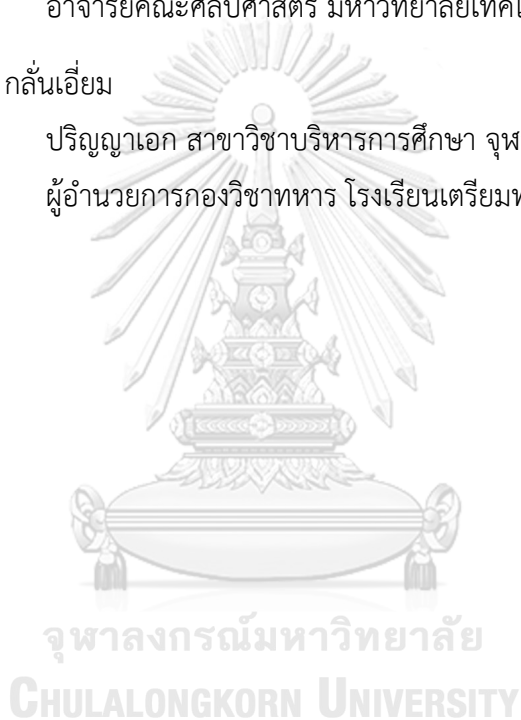 อาจารย์คณะศิลปศาสตร์ มหาวิทยาลัยเทคโ
กลั่นเอี่ยม
ปริญญาเอก สาขาวิชาบริหารการศึกษา จุฬ
ผู้อำนวยการกองวิชาทหาร โรงเรียนเตรียมท
จุฬาลงกรณ์มหาวิทยาลัย
CHULALONGKORN UNIVERSITY